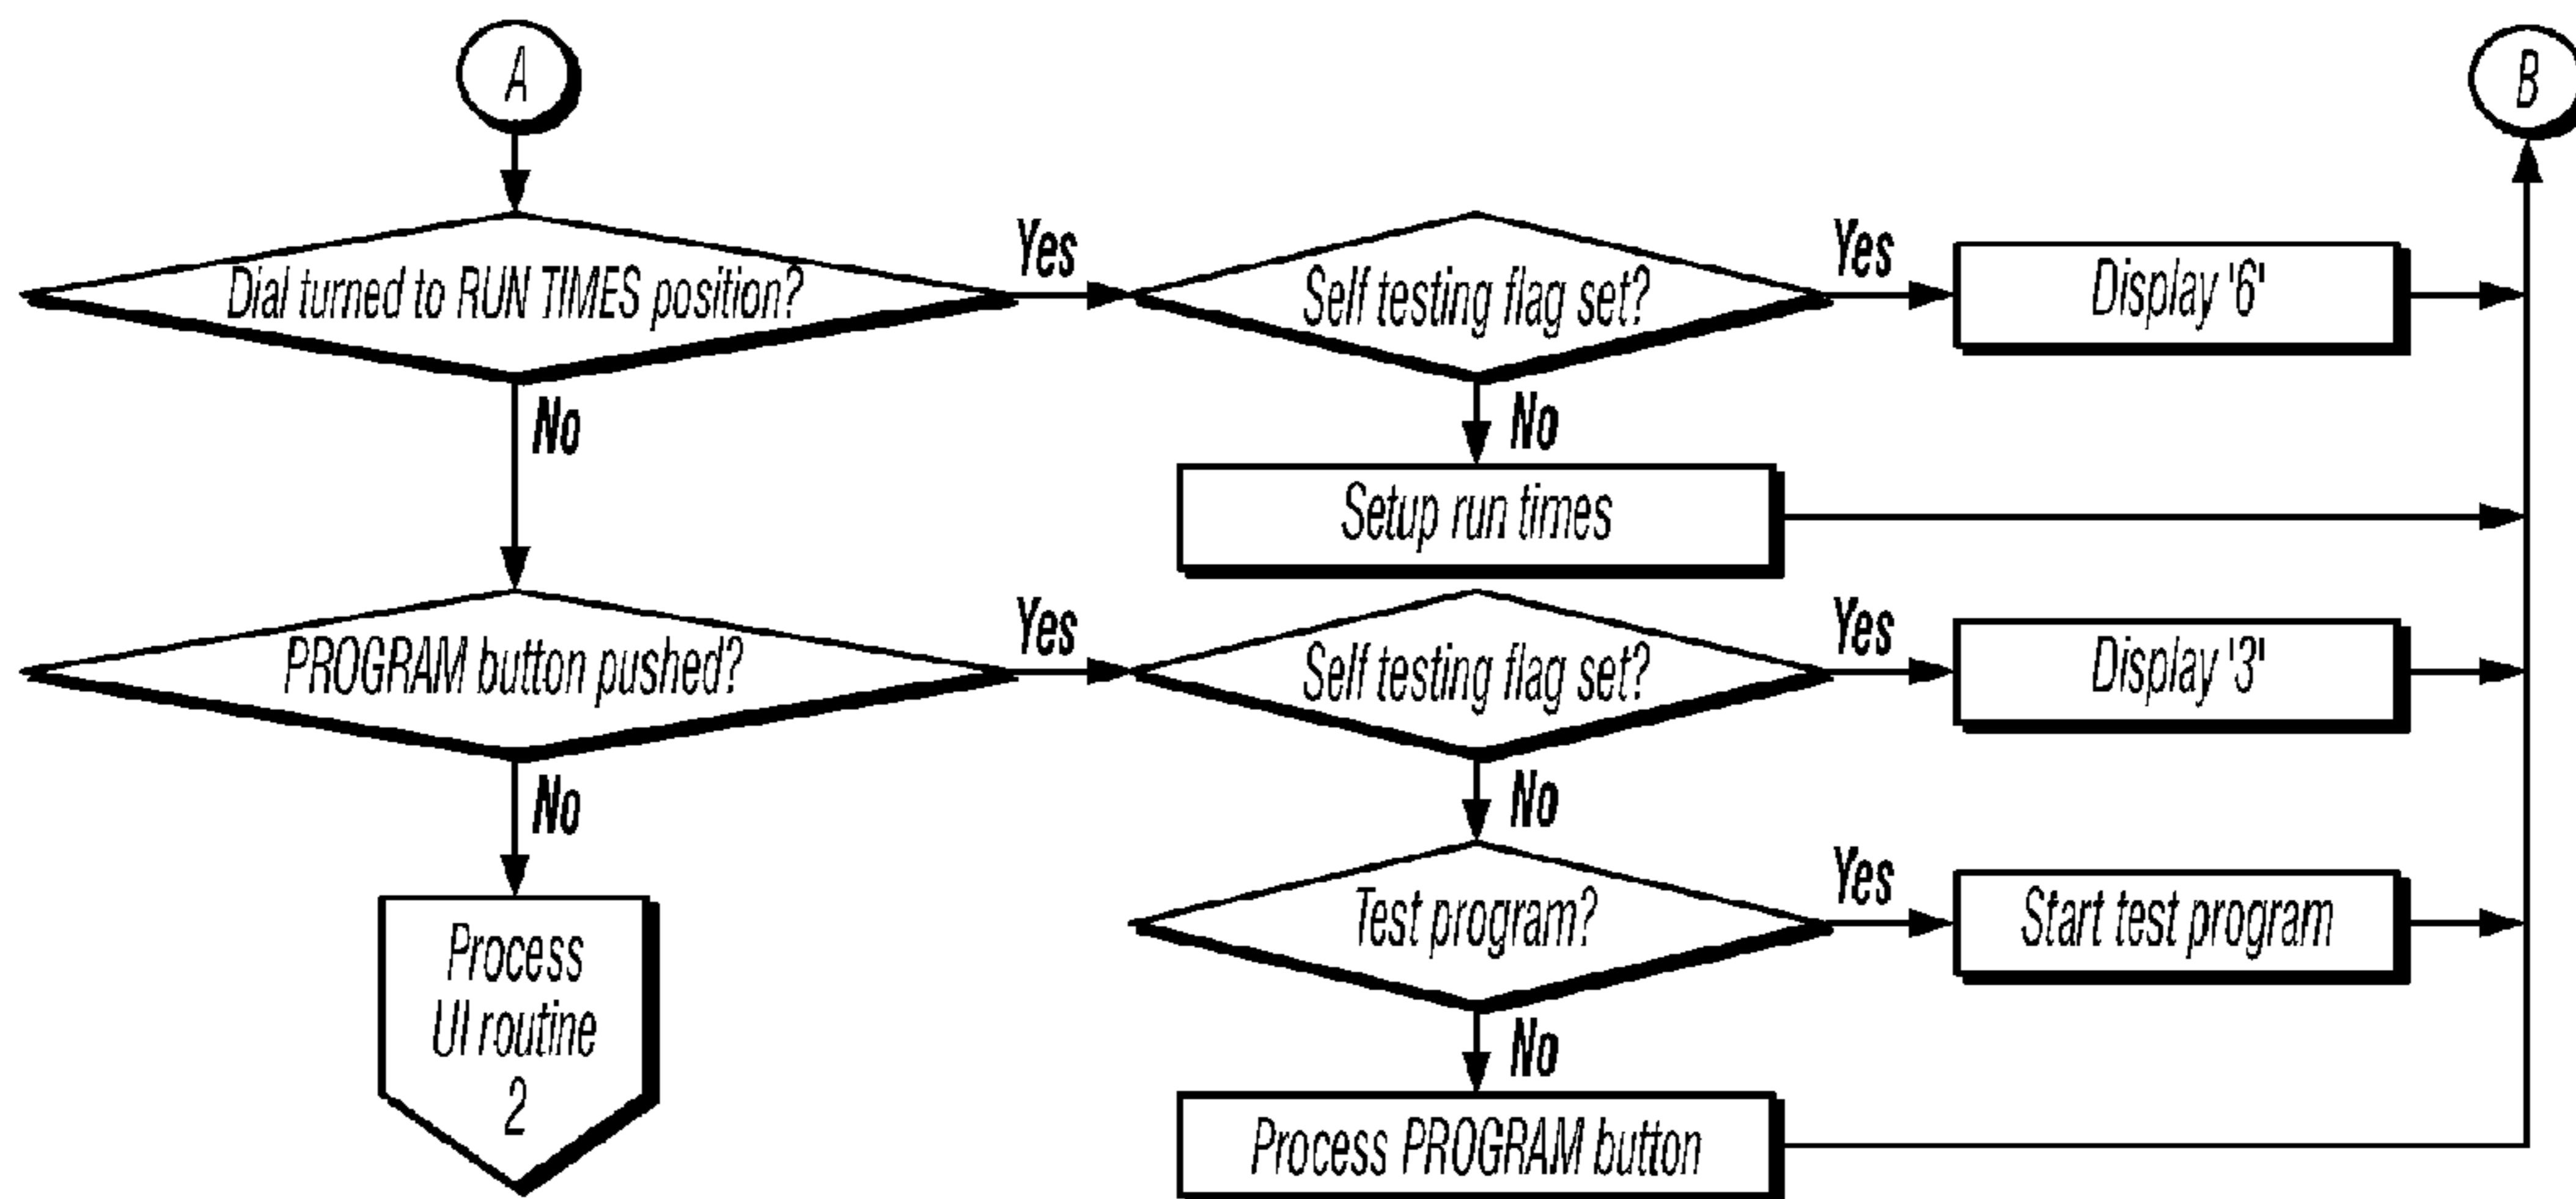 A
B
Dial turned to RUN TIMES position?
Yes
Self testing flag set?
Yes
Display '6'
No
No
Setup run times
PROGRAM button pushed?
Yes
Self testing flag set?
Yes
Display '3'
No
No
Test program?
Yes
Start test program
Process
UI routine
2
No
Process PROGRAM button